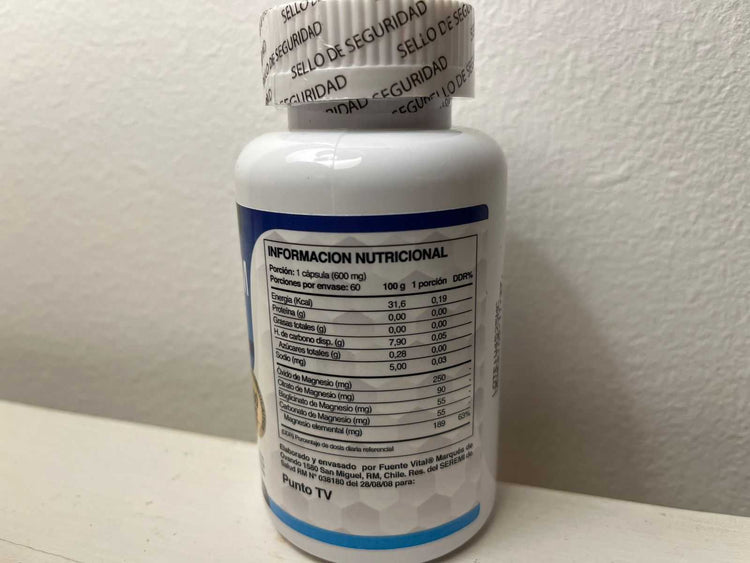 SELLO DE SEGURIDAD
SELLO DE SEGURIDAD
SELLO DE SEGURIDAD
INFORMACION NUTRICIONAL
Porción: 1 cápsula (600 mg)
Porciones por envase: 60 100 g 1 porción DDR%
Energía (Kcal) 31,6 0,19
Proteína (g) 0,00 0,00
Grasas totales (g) 0,00 0,00
H. de carbono disp. (g) 7,90 0,05
Azúcares totales (g) 0,28 0,00
Sodio (mg) 5,00 0,03
Óxido de Magnesio (mg) 250
Citrato de Magnesio (mg) 90
Bisglicinato de Magnesio (mg) 55
Carbonato de Magnesio (mg) 55
Magnesio elemental (mg) 189 63%
(DDR) Porcentaje de dosis diaria referencial
Elaborado y envasado por Fuente Vital® Marqués de
Ovando 1560 San Miguel, RM, Chile. Res. del SEREMI de
Salud RM N° 038180 del 28/08/08 para:
Punto TV